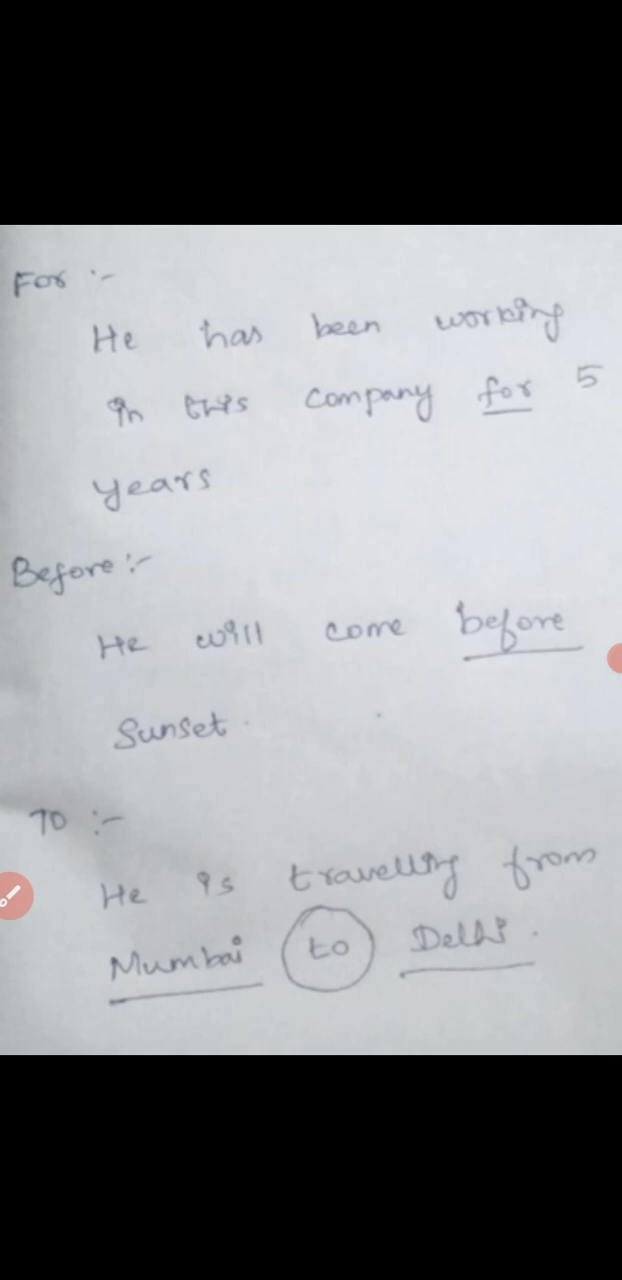 For :-
He has been working
in this company for 5
years
Before :-
He will come before
Sunset.
To :-
He is travelling from
Mumbai to Delhi.